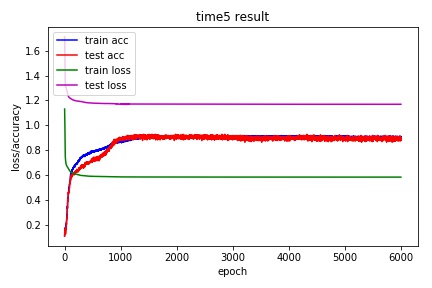 time5 result
train acc
test acc
train loss
test loss
loss/accuracy
1.6
1.4
1.2
1.0
0.8
0.6
0.4
0.2
0
1000
2000
3000
4000
5000
6000
epoch